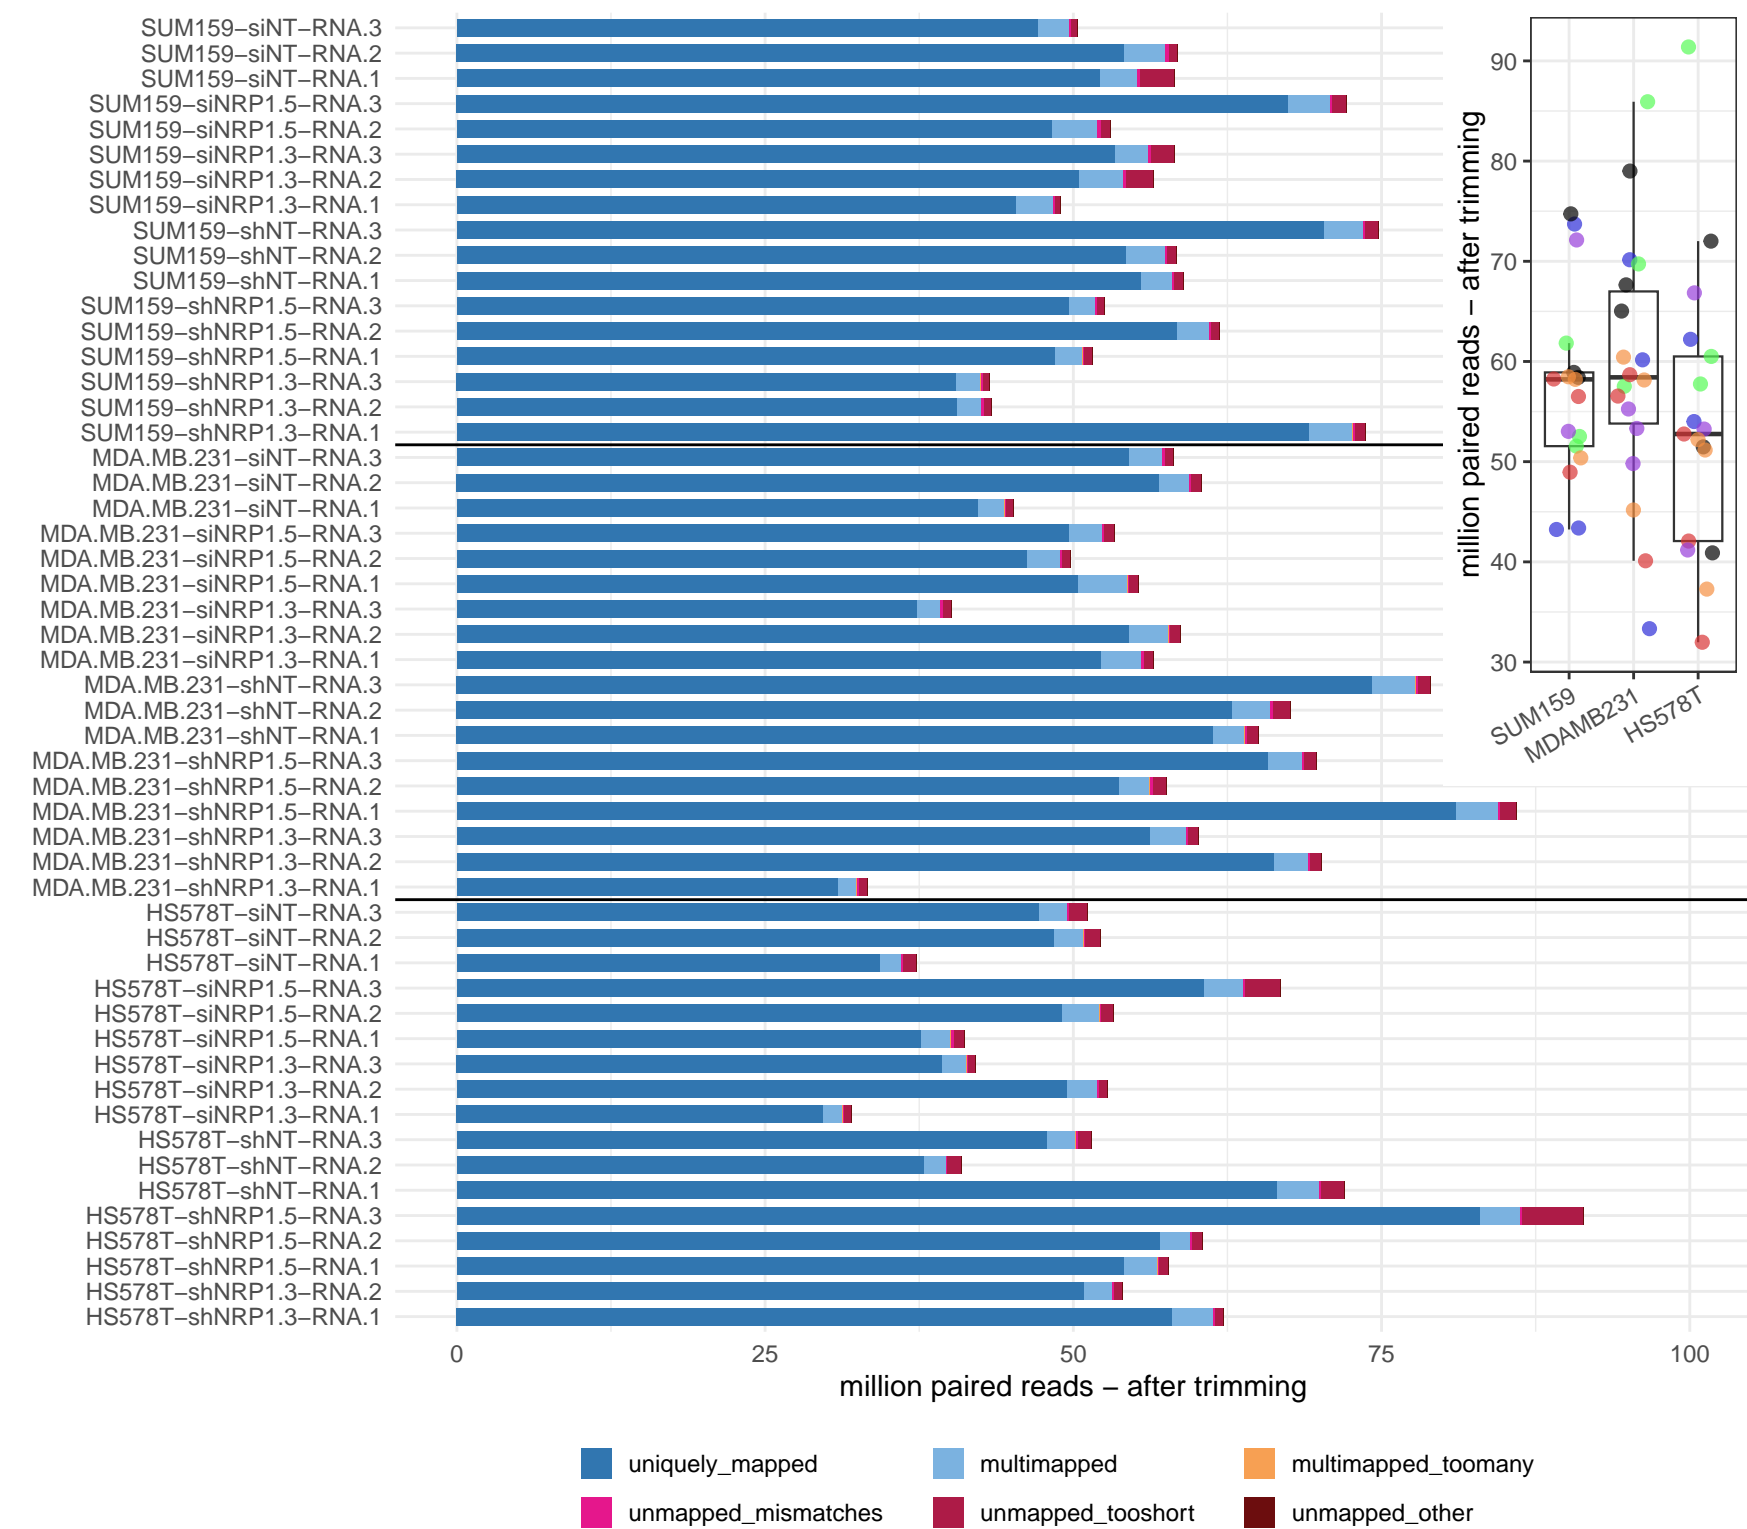 SUM159−siNT−RNA.3
SUM159−siNT−RNA.2
SUM159−siNT−RNA.1
SUM159−siNRP1.5−RNA.3
SUM159−siNRP1.5−RNA.2
SUM159−siNRP1.3−RNA.3
SUM159−siNRP1.3−RNA.2
SUM159−siNRP1.3−RNA.1
SUM159−shNT−RNA.3
SUM159−shNT−RNA.2
SUM159−shNT−RNA.1
SUM159−shNRP1.5−RNA.3
SUM159−shNRP1.5−RNA.2
SUM159−shNRP1.5−RNA.1
SUM159−shNRP1.3−RNA.3
SUM159−shNRP1.3−RNA.2
SUM159−shNRP1.3−RNA.1
MDA.MB.231−siNT−RNA.3
MDA.MB.231−siNT−RNA.2
MDA.MB.231−siNT−RNA.1
MDA.MB.231−siNRP1.5−RNA.3
MDA.MB.231−siNRP1.5−RNA.2
MDA.MB.231−siNRP1.5−RNA.1
MDA.MB.231−siNRP1.3−RNA.3
MDA.MB.231−siNRP1.3−RNA.2
MDA.MB.231−siNRP1.3−RNA.1
MDA.MB.231−shNT−RNA.3
MDA.MB.231−shNT−RNA.2
MDA.MB.231−shNT−RNA.1
MDA.MB.231−shNRP1.5−RNA.3
MDA.MB.231−shNRP1.5−RNA.2
MDA.MB.231−shNRP1.5−RNA.1
MDA.MB.231−shNRP1.3−RNA.3
MDA.MB.231−shNRP1.3−RNA.2
MDA.MB.231−shNRP1.3−RNA.1
HS578T−siNT−RNA.3
HS578T−siNT−RNA.2
HS578T−siNT−RNA.1
HS578T−siNRP1.5−RNA.3
HS578T−siNRP1.5−RNA.2
HS578T−siNRP1.5−RNA.1
HS578T−siNRP1.3−RNA.3
HS578T−siNRP1.3−RNA.2
HS578T−siNRP1.3−RNA.1
HS578T−shNT−RNA.3
HS578T−shNT−RNA.2
HS578T−shNT−RNA.1
HS578T−shNRP1.5−RNA.3
HS578T−shNRP1.5−RNA.2
HS578T−shNRP1.5−RNA.1
HS578T−shNRP1.3−RNA.2
HS578T−shNRP1.3−RNA.1
0 25 50 75 100
million paired reads − after trimming
million paired reads − after trimming
90
80
70
60
50
40
30
SUM159
MDAMB231
HS578T
uniquely_mapped multimapped multimapped_toomany
unmapped_mismatches unmapped_tooshort unmapped_other